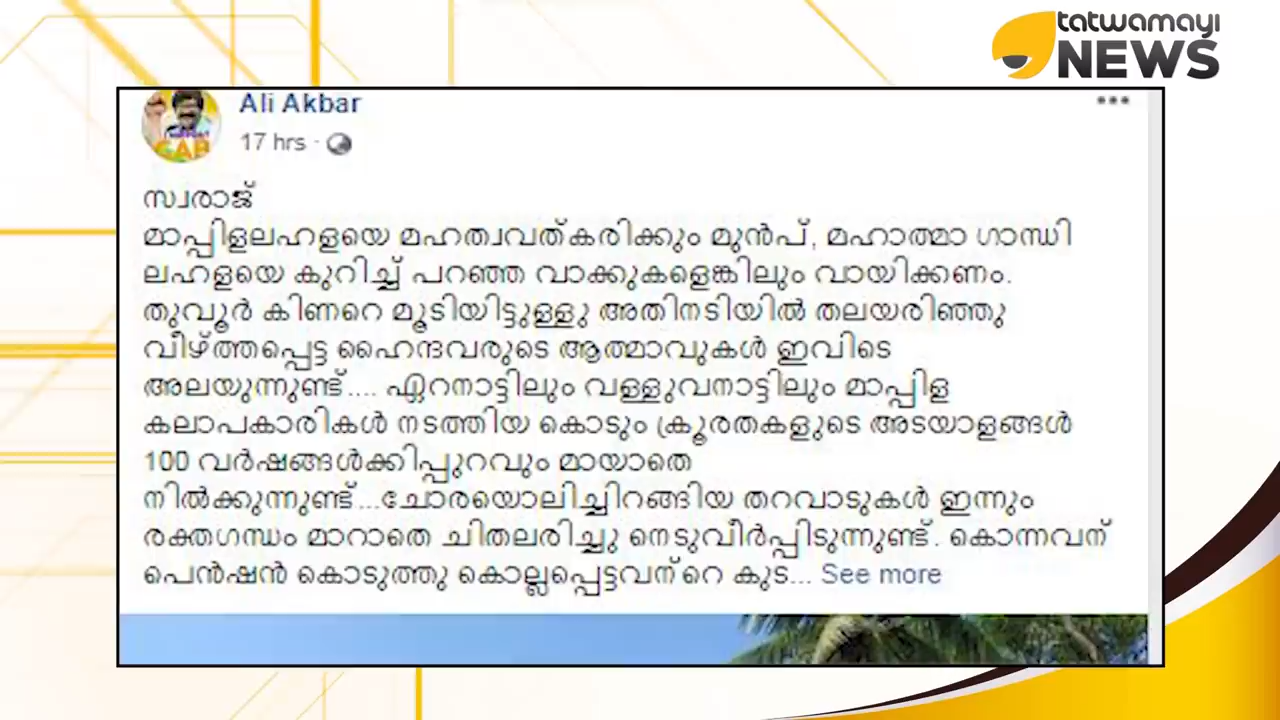 tatwamayi
NEWS
Ali Akbar
17 hrs ·
സ്വരാജ്
മാപ്പിളലഹളയെ മഹത്വവത്കരിക്കും മുൻപ്, മഹാത്മാ ഗാന്ധി
ലഹളയെ കുറിച്ച് പറഞ്ഞ വാക്കുകളെങ്കിലും വായിക്കണം.
തുവ്വൂർ കിണറെ മൂടിയിട്ടുള്ളു അതിനടിയിൽ തലയരിഞ്ഞു
വീഴ്ത്തപ്പെട്ട ഹൈന്ദവരുടെ ആത്മാവുകൾ ഇവിടെ
അലയുന്നുണ്ട്.... ഏറനാട്ടിലും വള്ളുവനാട്ടിലും മാപ്പിള
കലാപകാരികൾ നടത്തിയ കൊടും ക്രൂരതകളുടെ അടയാളങ്ങൾ
100 വർഷങ്ങൾക്കിപ്പുറവും മായാതെ
നിൽക്കുന്നുണ്ട്...ചോരയൊലിച്ചിറങ്ങിയ തറവാടുകൾ ഇന്നും
രക്തഗന്ധം മാറാതെ ചിതലരിച്ചു നെടുവീർപ്പിടുന്നുണ്ട്. കൊന്നവന്
പെൻഷൻ കൊടുത്തു കൊല്ലപ്പെട്ടവന്റെ കുട... See more